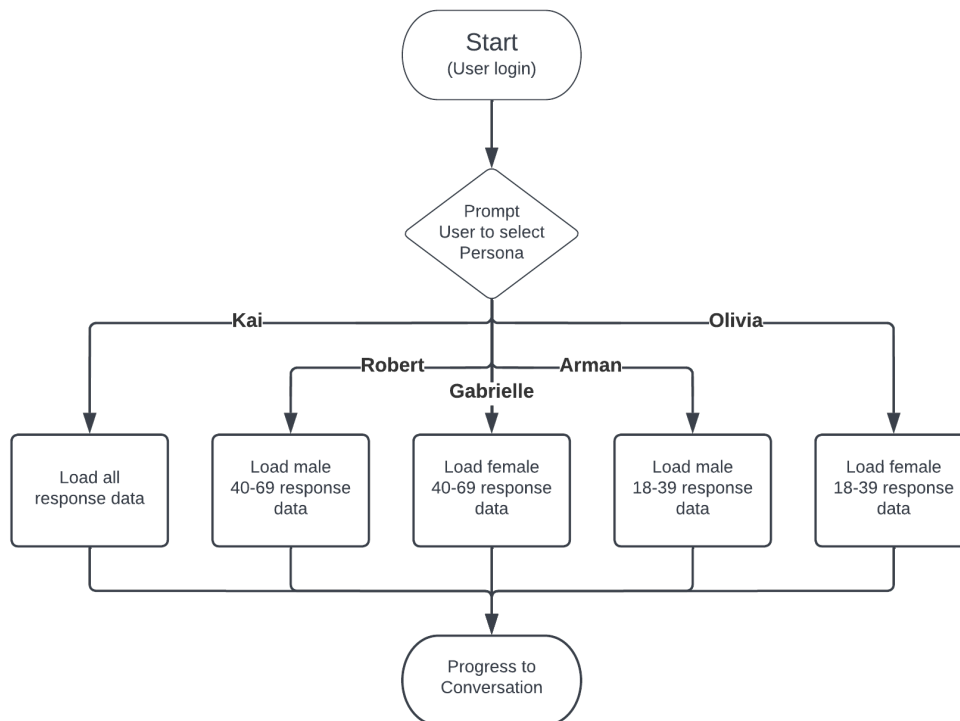 Start
(User login)
Prompt
User to select
Persona
Kai
Olivia
Robert
Arman
Gabrielle
Load all
response data
Load male
40-69 response
data
Load female
40-69 response
data
Load male
18-39 response
data
Load female
18-39 response
data
Progress to
Conversation